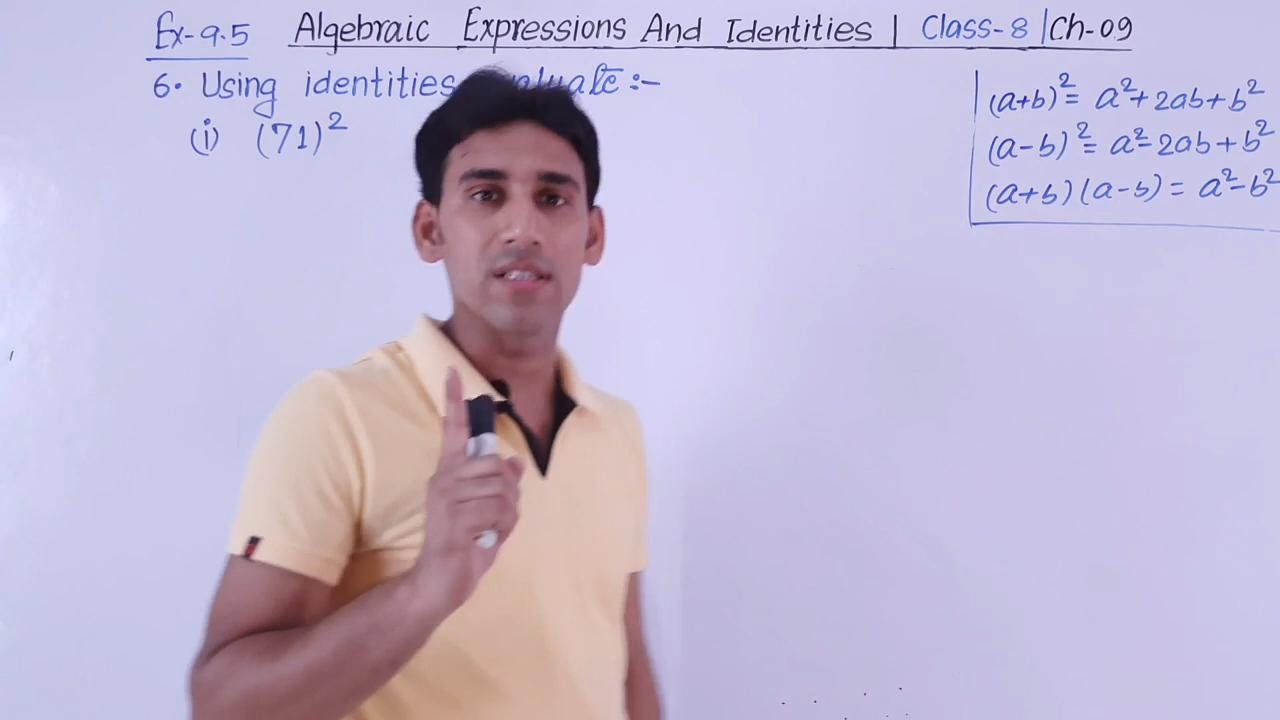 Ex-9.5 Algebraic Expressions And Identities | Class-8 | Ch-09
6. Using identities evaluate :-
(i) (71)²
(a+b)² = a²+2ab+b²
(a-b)² = a²-2ab+b²
(a+b)(a-b) = a²-b²